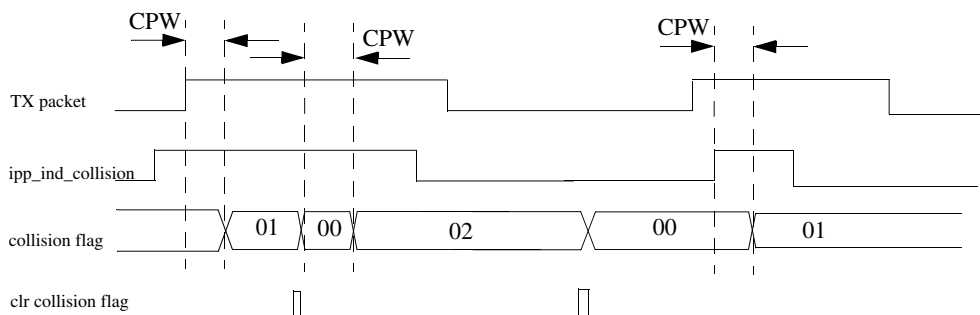 CPW
CPW
CPW
TX packet
ipp_ind_collision
collision flag
01
00
02
00
01
clr collision flag